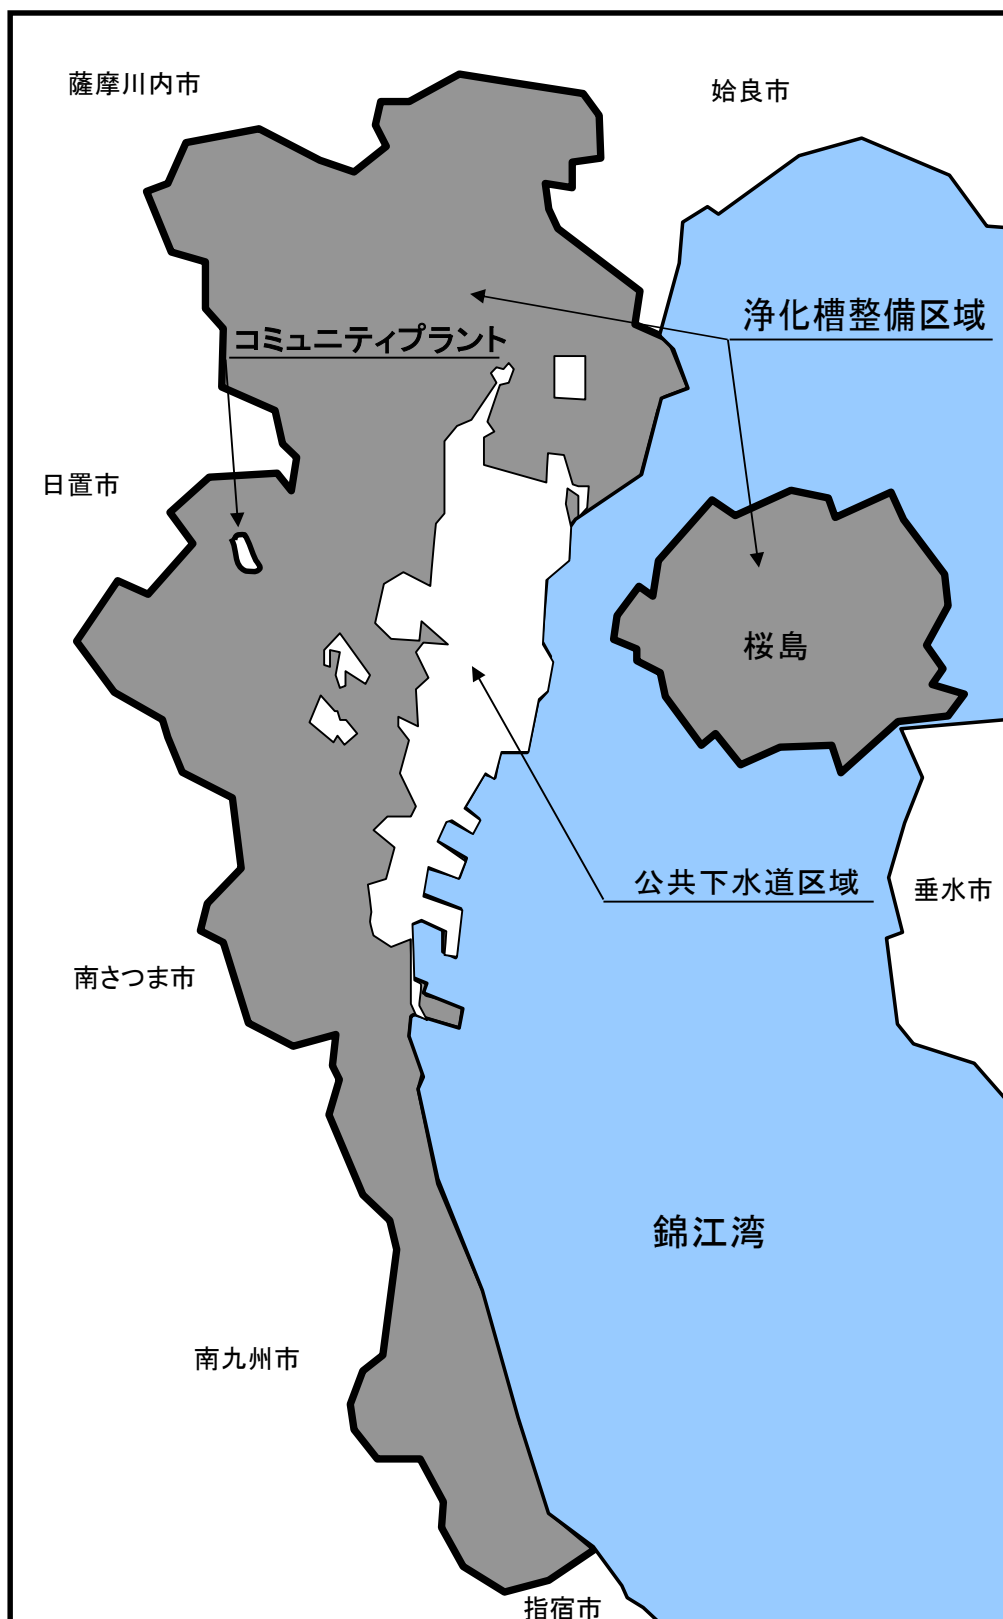 薩摩川内市
姶良市
浄化槽整備区域
コミュニティプラント
日置市
桜島
公共下水道区域
垂水市
南さつま市
錦江湾
南九州市
指宿市